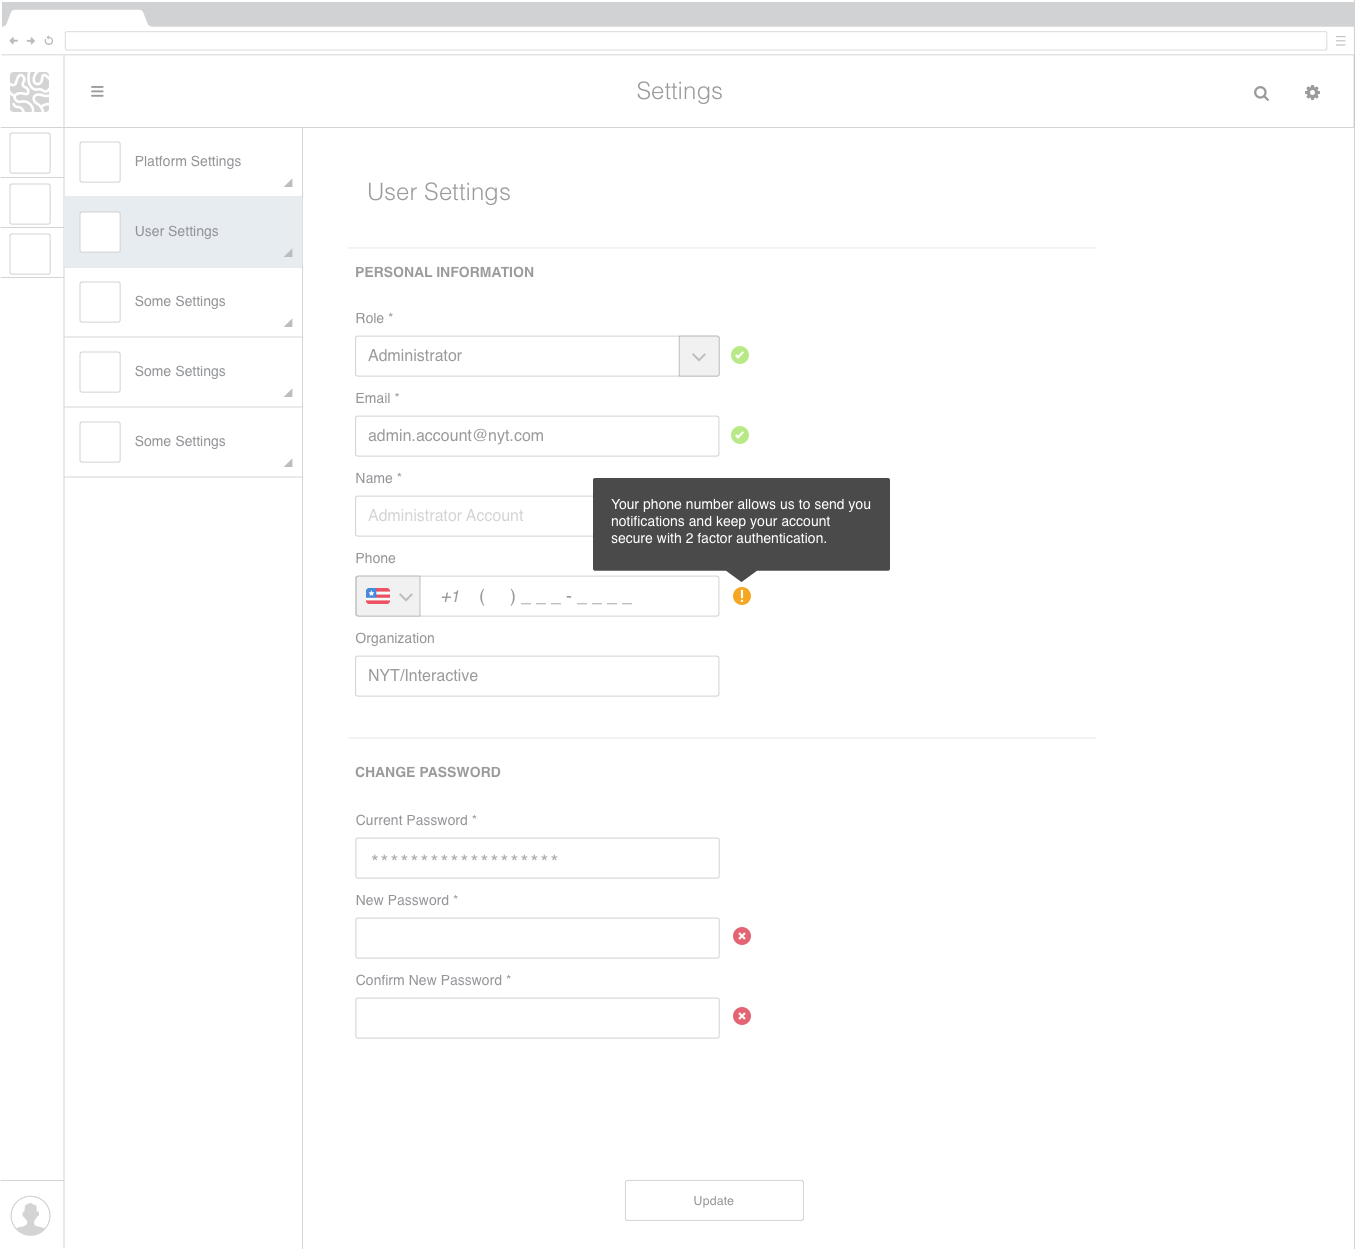 Settings
Platform Settings
User Settings
Some Settings
Some Settings
Some Settings
User Settings
PERSONAL INFORMATION
Role *
Administrator
Email *
admin.account@nyt.com
Name *
Administrator Account
Your phone number allows us to send you
notifications and keep your account
secure with 2 factor authentication.
Phone
+1 ( ) _ _ _ - _ _ _ _
!
Organization
NYT/Interactive
CHANGE PASSWORD
Current Password *
* * * * * * * * * * * * * * * * * * *
New Password *
Confirm New Password *
Update